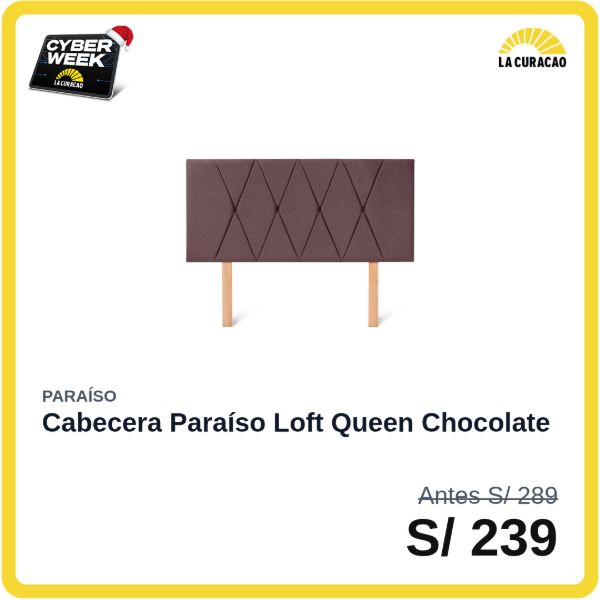 CYBER
WEEK
LA CURACAO
LA CURACAO
PARAÍSO
Cabecera Paraíso Loft Queen Chocolate
Antes S/ 289
S/ 239